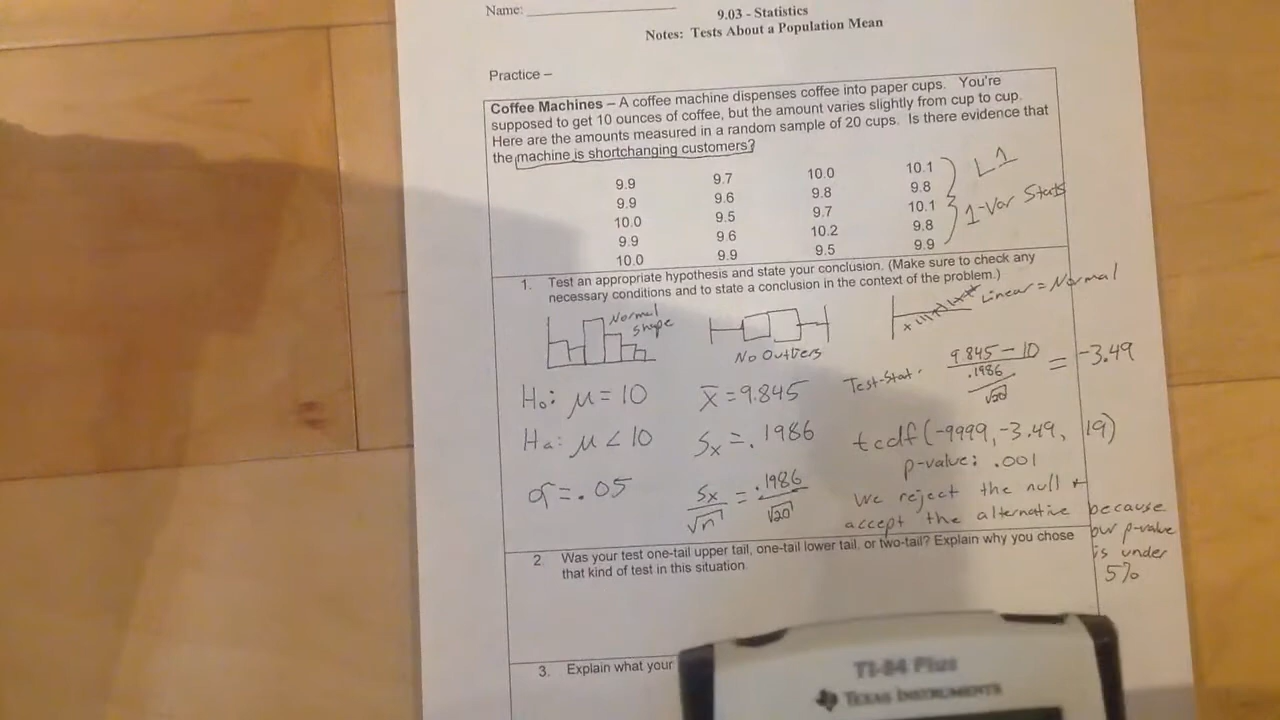 Name:
9.03 - Statistics
Notes: Tests About a Population Mean
Practice –
Coffee Machines – A coffee machine dispenses coffee into paper cups. You're
supposed to get 10 ounces of coffee, but the amount varies slightly from cup to cup.
Here are the amounts measured in a random sample of 20 cups. Is there evidence that
the machine is shortchanging customers?
9.9 9.7 10.0 10.1
9.9 9.6 9.8 9.8
10.0 9.5 9.7 10.1
9.9 9.6 10.2 9.8
10.0 9.9 9.5 9.9
L1
1-Var Stats
1. Test an appropriate hypothesis and state your conclusion. (Make sure to check any
necessary conditions and to state a conclusion in the context of the problem.)
Normal
shape
No Outliers
Linear = Normal
H₀: μ = 10
Hₐ: μ < 10
σ = .05
x̄ = 9.845
Sx = .1986
Sx/√n = .1986/√20
Test-Stat: (9.845 - 10)/(.1986/√20) = -3.49
tcdf(-9999, -3.49, 19)
p-value: .001
We reject the null +
accept the alternative because
our p-value
is under
5%
2. Was your test one-tail upper tail, one-tail lower tail, or two-tail? Explain why you chose
that kind of test in this situation.
3. Explain what your
TI-84 Plus
TEXAS INSTRUMENTS